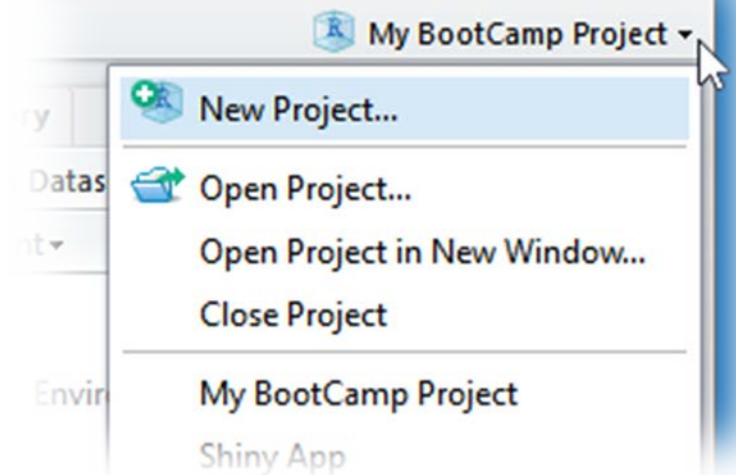 My BootCamp Project
New Project...
Open Project...
Open Project in New Window...
Close Project
My BootCamp Project
Shiny App